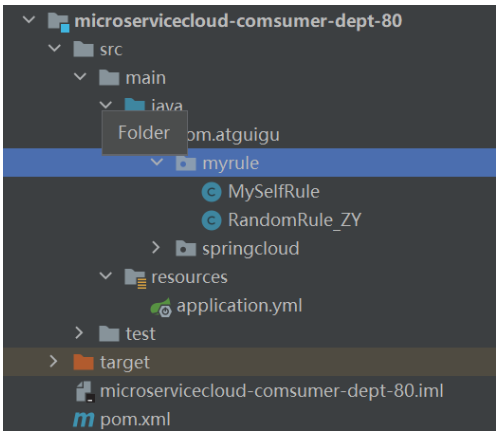 microservicecloud-comsumer-dept-80
src
main
java
Folder
om.atguigu
myrule
MySelfRule
RandomRule_ZY
springcloud
resources
application.yml
test
target
microservicecloud-comsumer-dept-80.iml
m pom.xml